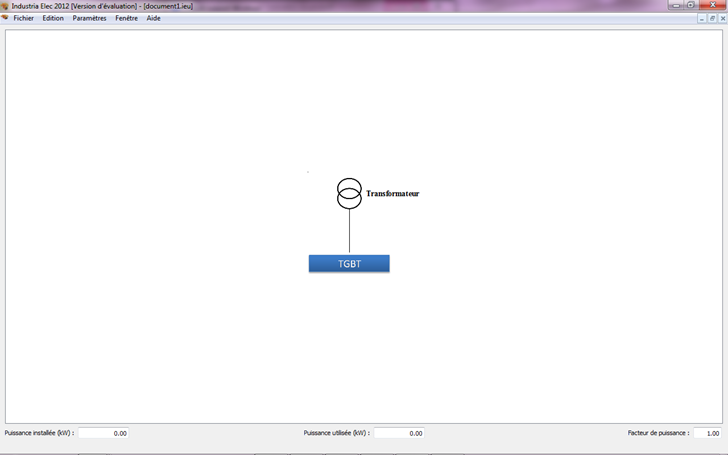 Industria Elec 2012 [Version d'évaluation] - [document1.ieu]
Fichier Edition Paramètres Fenêtre Aide
Transformateur
TGBT
Puissance installée (kW) : 0.00 Puissance utilisée (kW) : 0.00 Facteur de puissance : 1.00